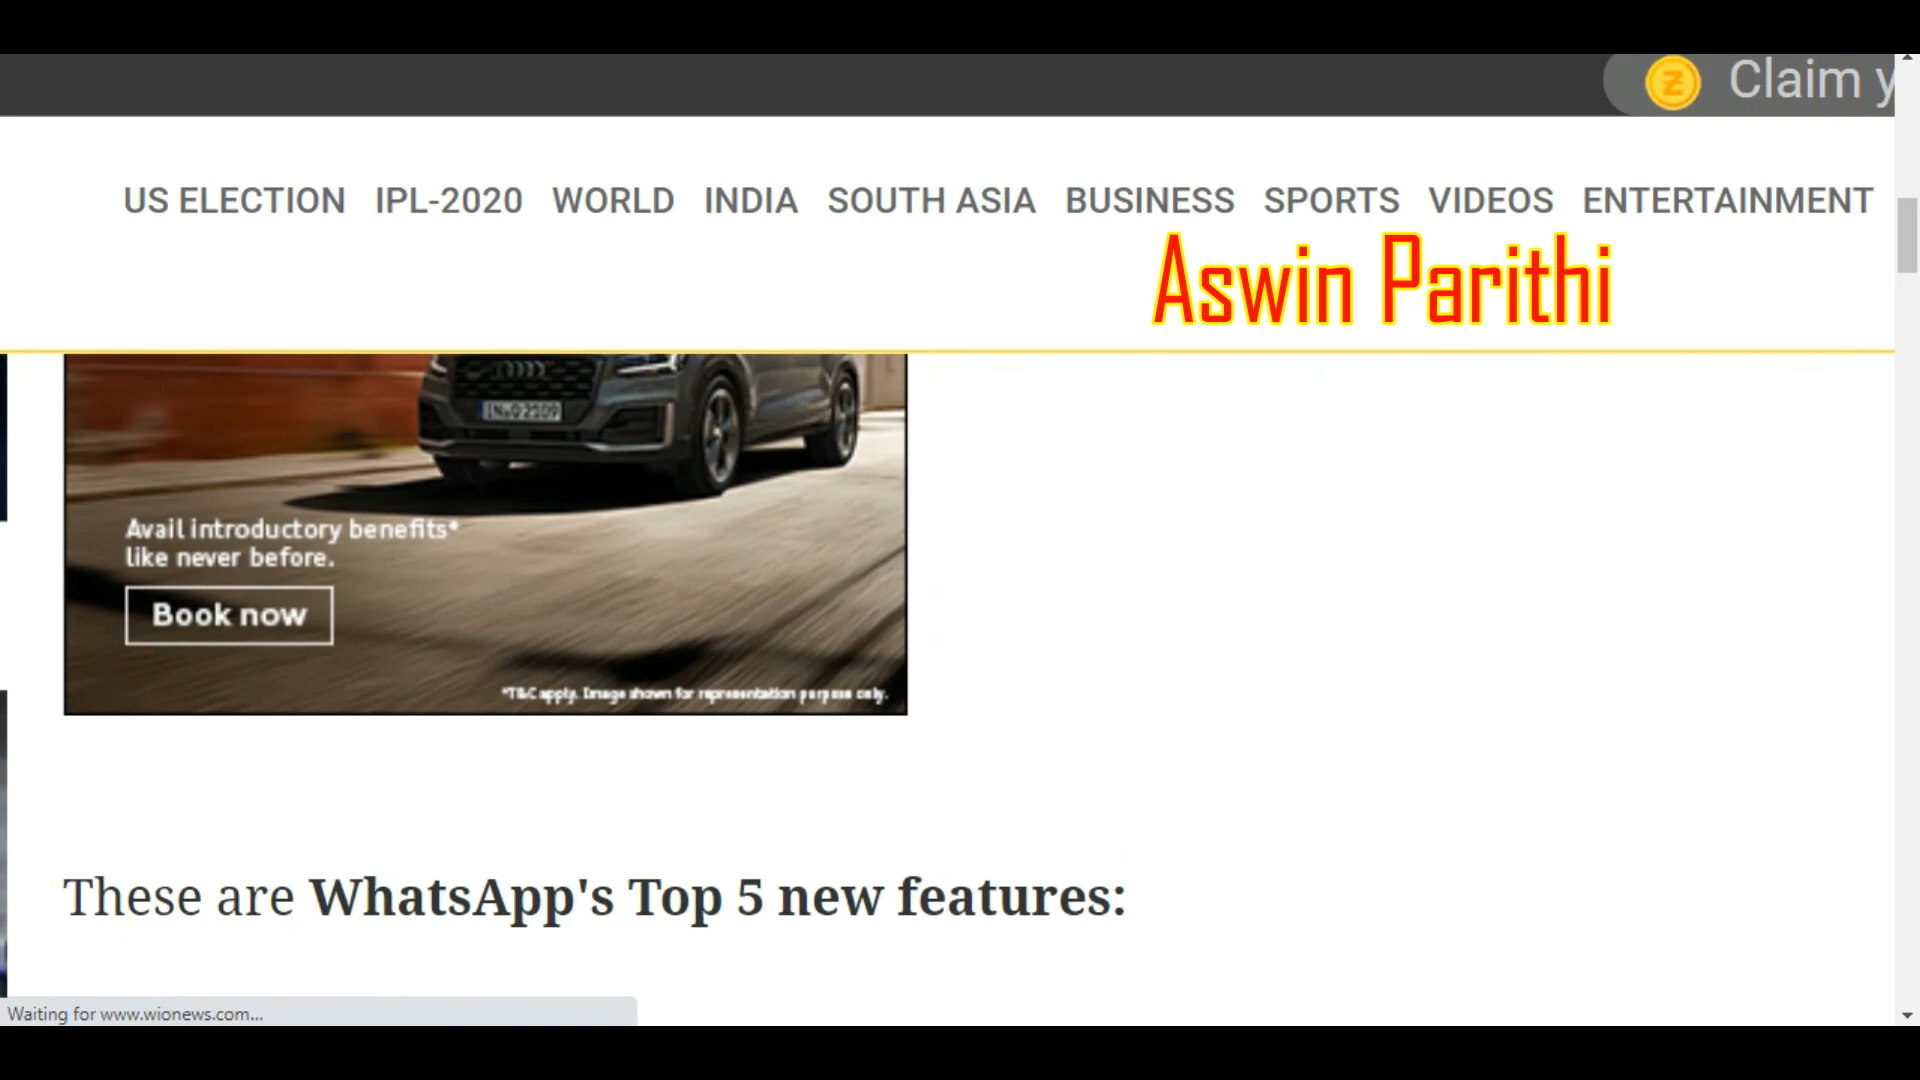 Claim y
US ELECTION IPL-2020 WORLD INDIA SOUTH ASIA BUSINESS SPORTS VIDEOS ENTERTAINMENT
Aswin Parithi
Avail introductory benefits*
like never before.
Book now
*T&C apply. Image shown for representation purpose only.
These are WhatsApp's Top 5 new features:
Waiting for www.wionews.com...